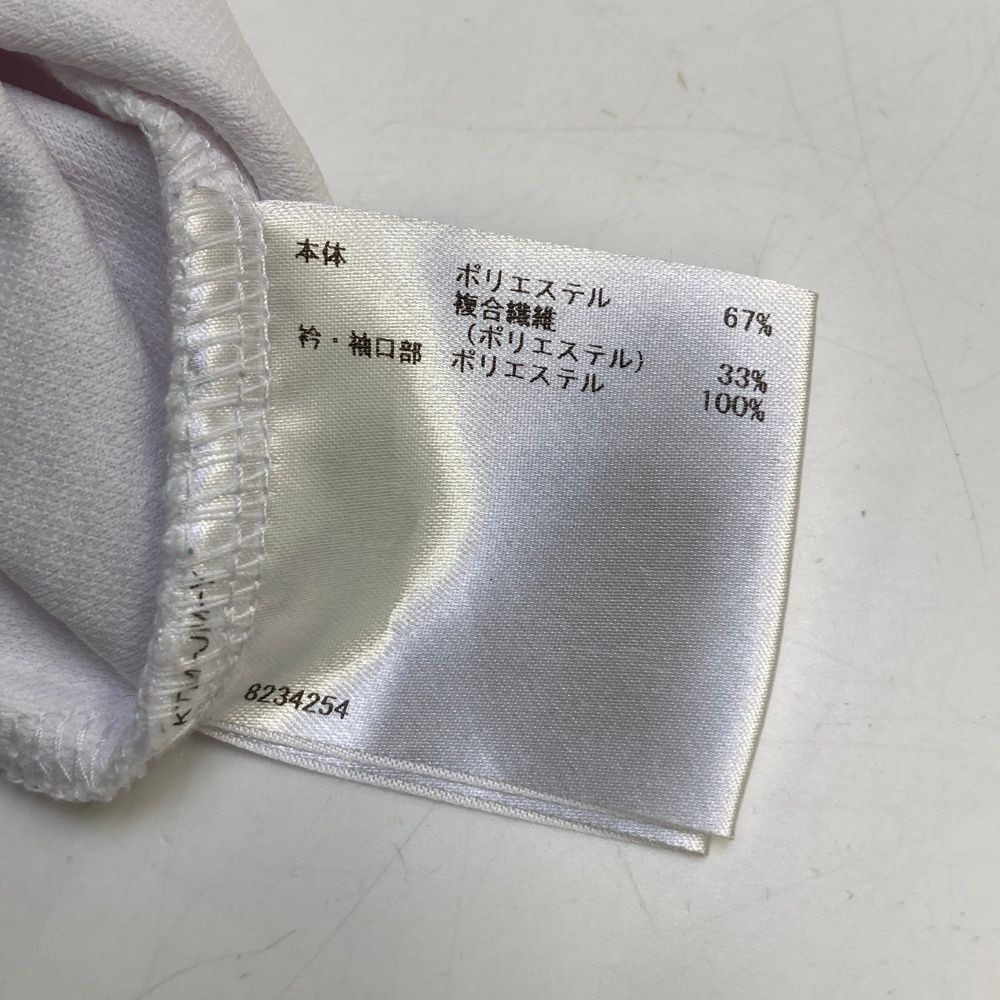 本体
ポリエステル 67%
複合繊維
(ポリエステル) 33%
衿・袖口部 ポリエステル 100%
8234254